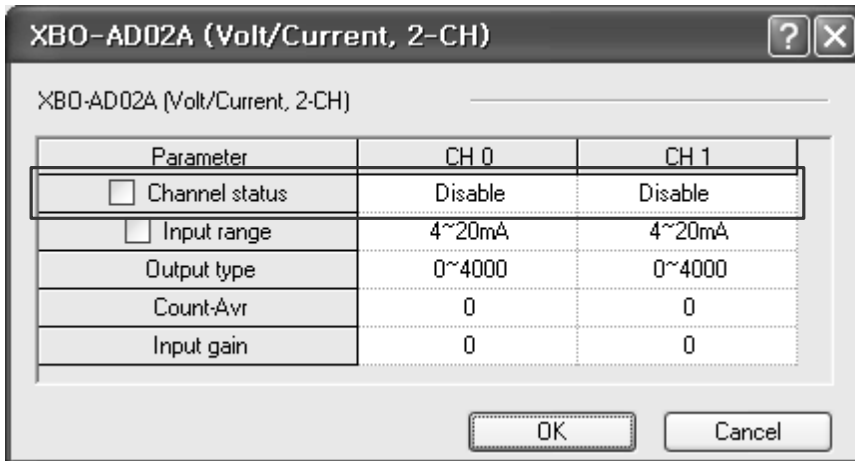 XBO-AD02A (Volt/Current, 2-CH)
XBO-AD02A (Volt/Current, 2-CH)
Parameter CH 0 CH 1
Channel status Disable Disable
Input range 4~20mA 4~20mA
Output type 0~4000 0~4000
Count-Avr 0 0
Input gain 0 0
OK Cancel